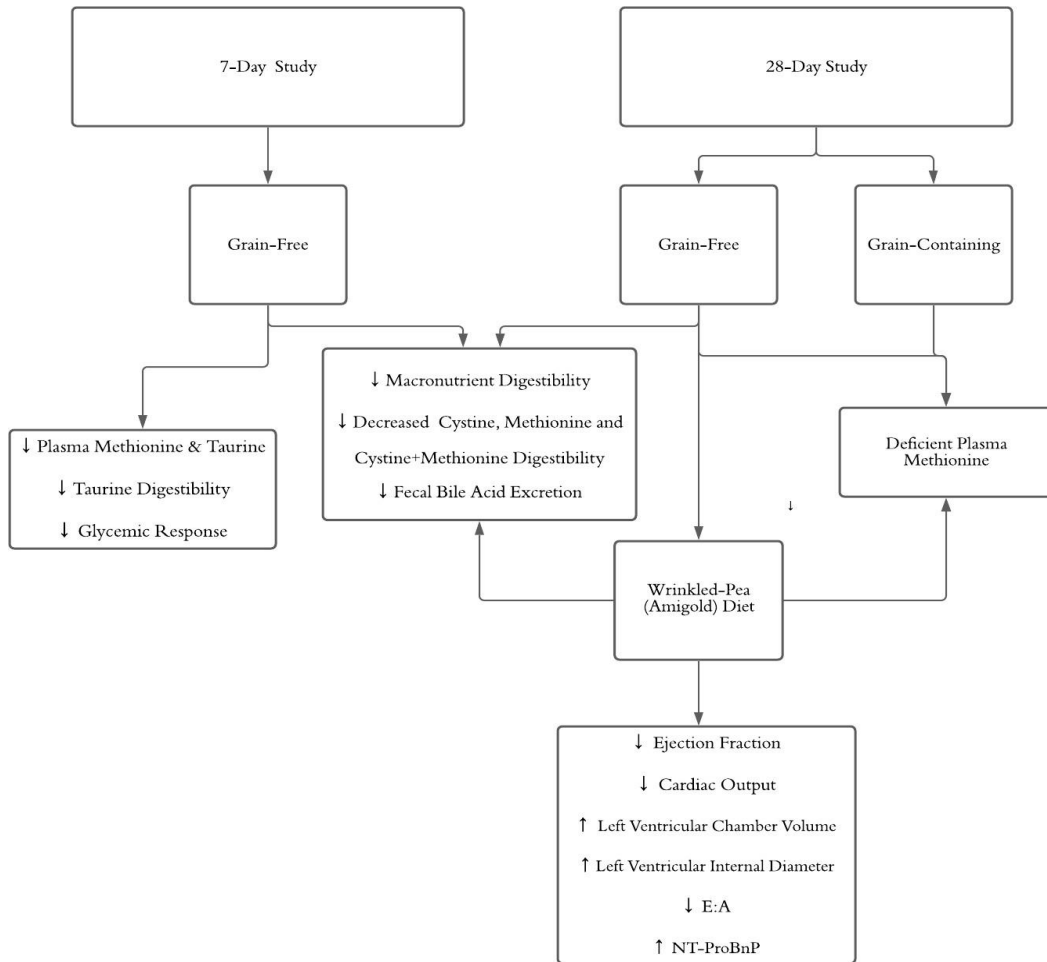 7-Day Study
28-Day Study
Grain-Free
Grain-Free
Grain-Containing
↓ Macronutrient Digestibility
↓ Decreased Cystine, Methionine and
Cystine+Methionine Digestibility
↓ Fecal Bile Acid Excretion
↓ Plasma Methionine & Taurine
↓ Taurine Digestibility
↓ Glycemic Response
Deficient Plasma
Methionine
↓
Wrinkled-Pea
(Amigold) Diet
↓ Ejection Fraction
↓ Cardiac Output
↑ Left Ventricular Chamber Volume
↑ Left Ventricular Internal Diameter
↓ E:A
↑ NT-ProBnP